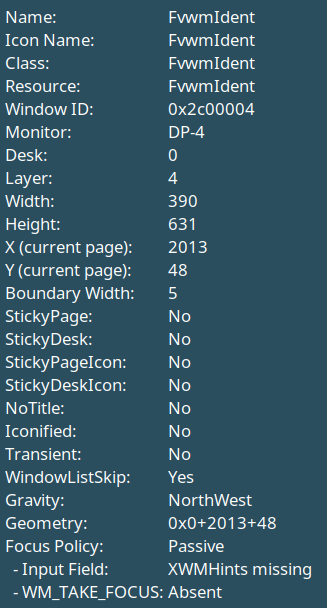 Name: FvwmIdent
Icon Name: FvwmIdent
Class: FvwmIdent
Resource: FvwmIdent
Window ID: 0x2c00004
Monitor: DP-4
Desk: 0
Layer: 4
Width: 390
Height: 631
X (current page): 2013
Y (current page): 48
Boundary Width: 5
StickyPage: No
StickyDesk: No
StickyPageIcon: No
StickyDeskIcon: No
NoTitle: No
Iconified: No
Transient: No
WindowListSkip: Yes
Gravity: NorthWest
Geometry: 0x0+2013+48
Focus Policy: Passive
- Input Field: XWMHints missing
- WM_TAKE_FOCUS: Absent